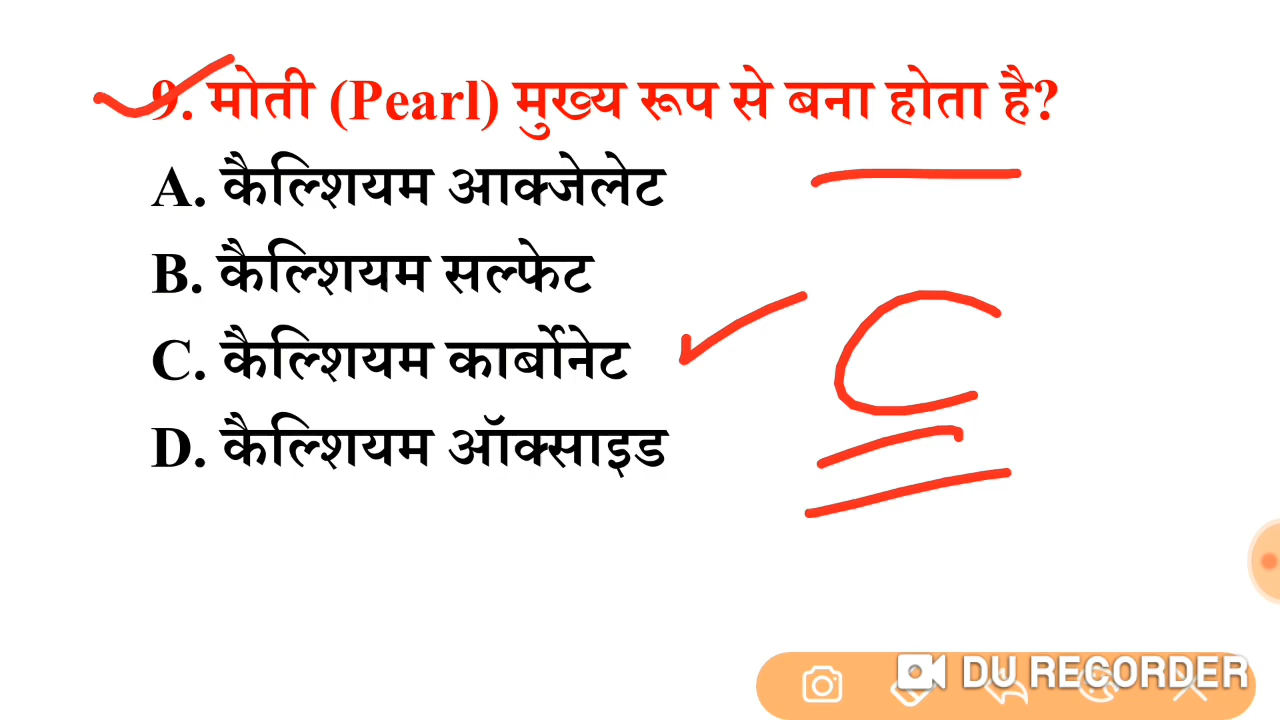 9. मोती (Pearl) मुख्य रूप से बना होता है?
A. कैल्शियम आक्जेलेट
B. कैल्शियम सल्फेट
C. कैल्शियम कार्बोनेट
C
D. कैल्शियम ऑक्साइड
DU RECORDER